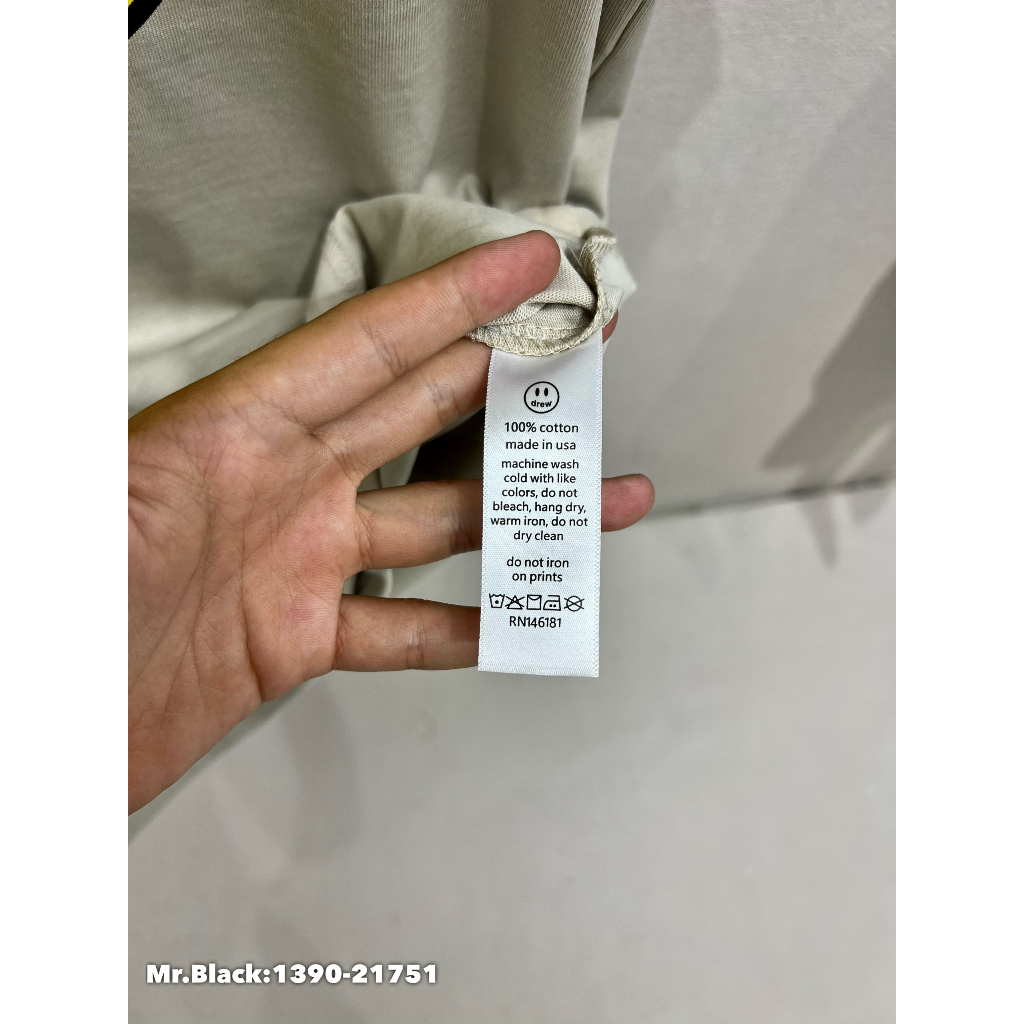 drew
100% cotton
made in usa
machine wash
cold with like
colors, do not
bleach, hang dry,
warm iron, do not
dry clean
do not iron
on prints
RN146181
Mr.Black:1390-21751